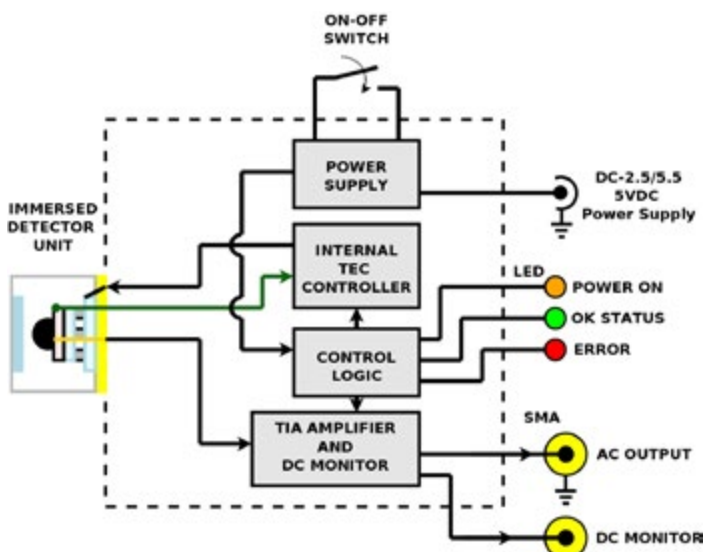 ON-OFF
SWITCH
POWER
SUPPLY
DC-2.5/5.5
5VDC
Power Supply
IMMERSED
DETECTOR
UNIT
INTERNAL
TEC
CONTROLLER
LED
POWER ON
OK STATUS
ERROR
CONTROL
LOGIC
TIA AMPLIFIER
AND
DC MONITOR
SMA
AC OUTPUT
DC MONITOR